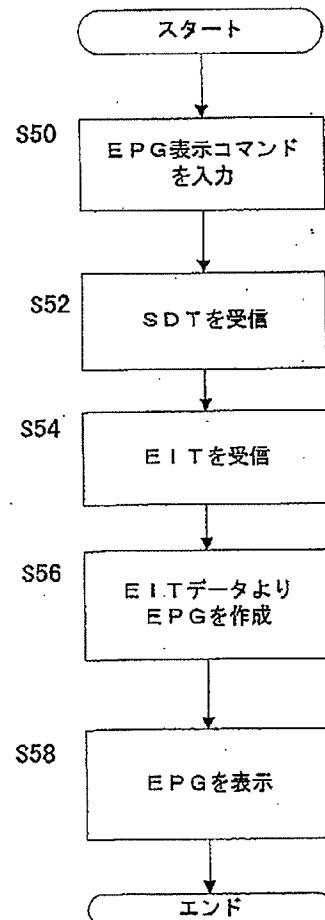 スタート
S50
EPG表示コマンド
を入力
S52
SDTを受信
S54
EITを受信
S56
EITデータより
EPGを作成
S58
EPGを表示
エンド